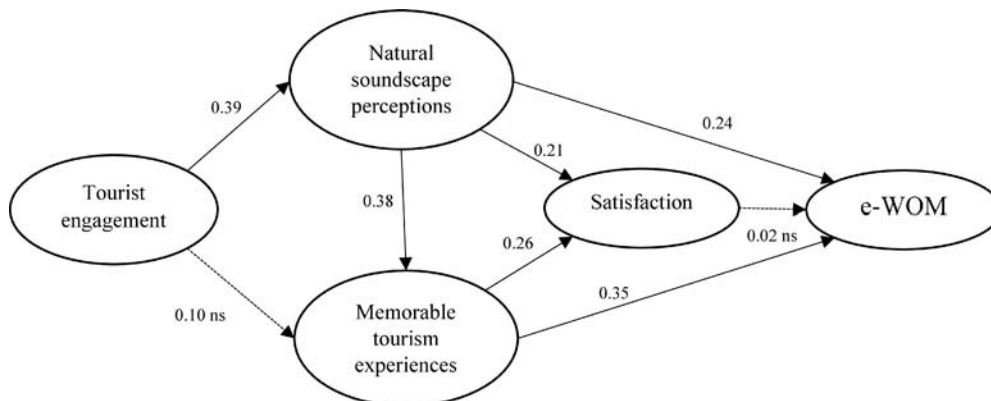 Natural
soundscape
perceptions
0.39
0.24
0.21
Tourist
engagement
0.38
Satisfaction
e-WOM
0.02 ns
0.26
0.10 ns
0.35
Memorable
tourism
experiences